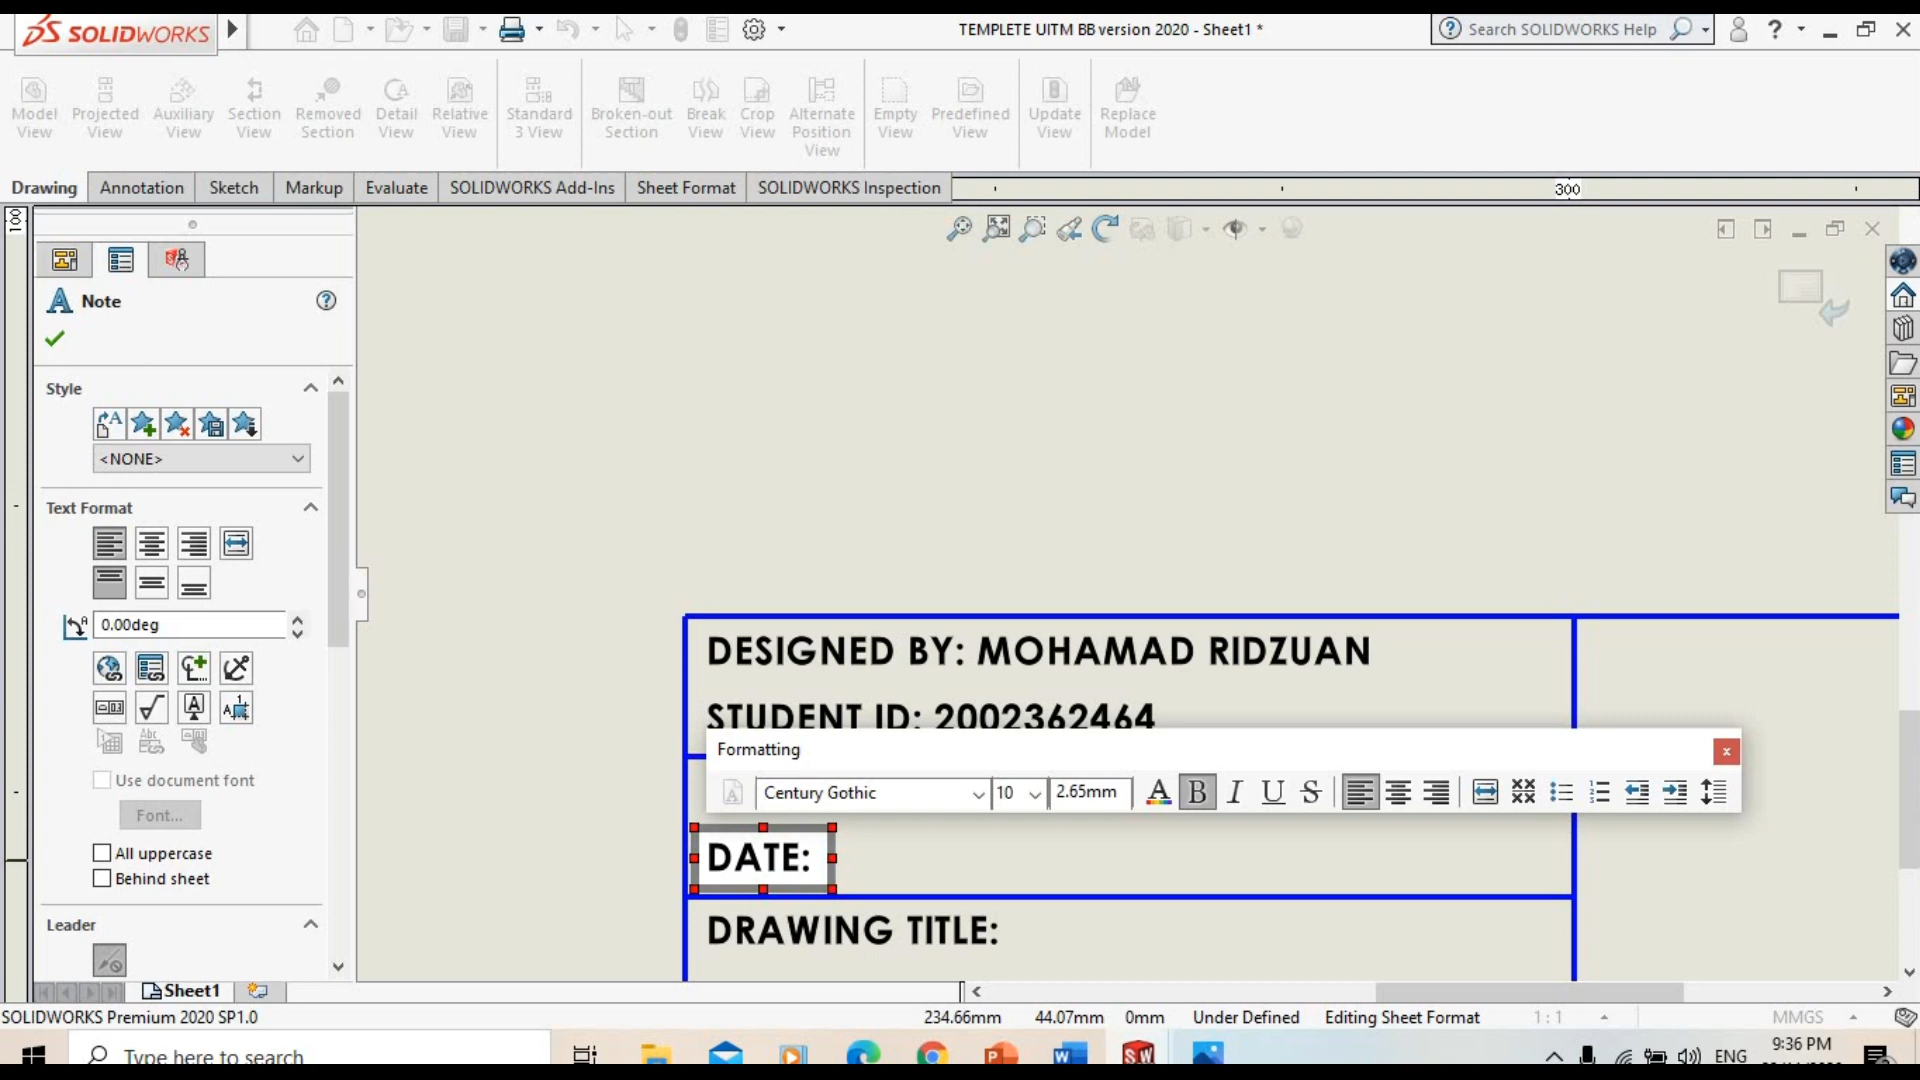 SOLIDWORKS
TEMPLETE UITM BB version 2020 - Sheet1 *
Search SOLIDWORKS Help
Model View
Projected View
Auxiliary View
Section View
Removed Section
Detail View
Relative View
Standard 3 View
Broken-out Section
Break View
Crop View
Alternate Position View
Empty View
Predefined View
Update View
Replace Model
Drawing
Annotation
Sketch
Markup
Evaluate
SOLIDWORKS Add-Ins
Sheet Format
SOLIDWORKS Inspection
300
Note
Style
<NONE>
Text Format
0.00deg
Use document font
Font...
All uppercase
Behind sheet
Leader
DESIGNED BY: MOHAMAD RIDZUAN
STUDENT ID: 2002362464
Formatting
Century Gothic
10
2.65mm
DATE:
DRAWING TITLE:
Sheet1
SOLIDWORKS Premium 2020 SP1.0
234.66mm
44.07mm
0mm
Under Defined
Editing Sheet Format
1 : 1
MMGS
Type here to search
ENG
9:36 PM